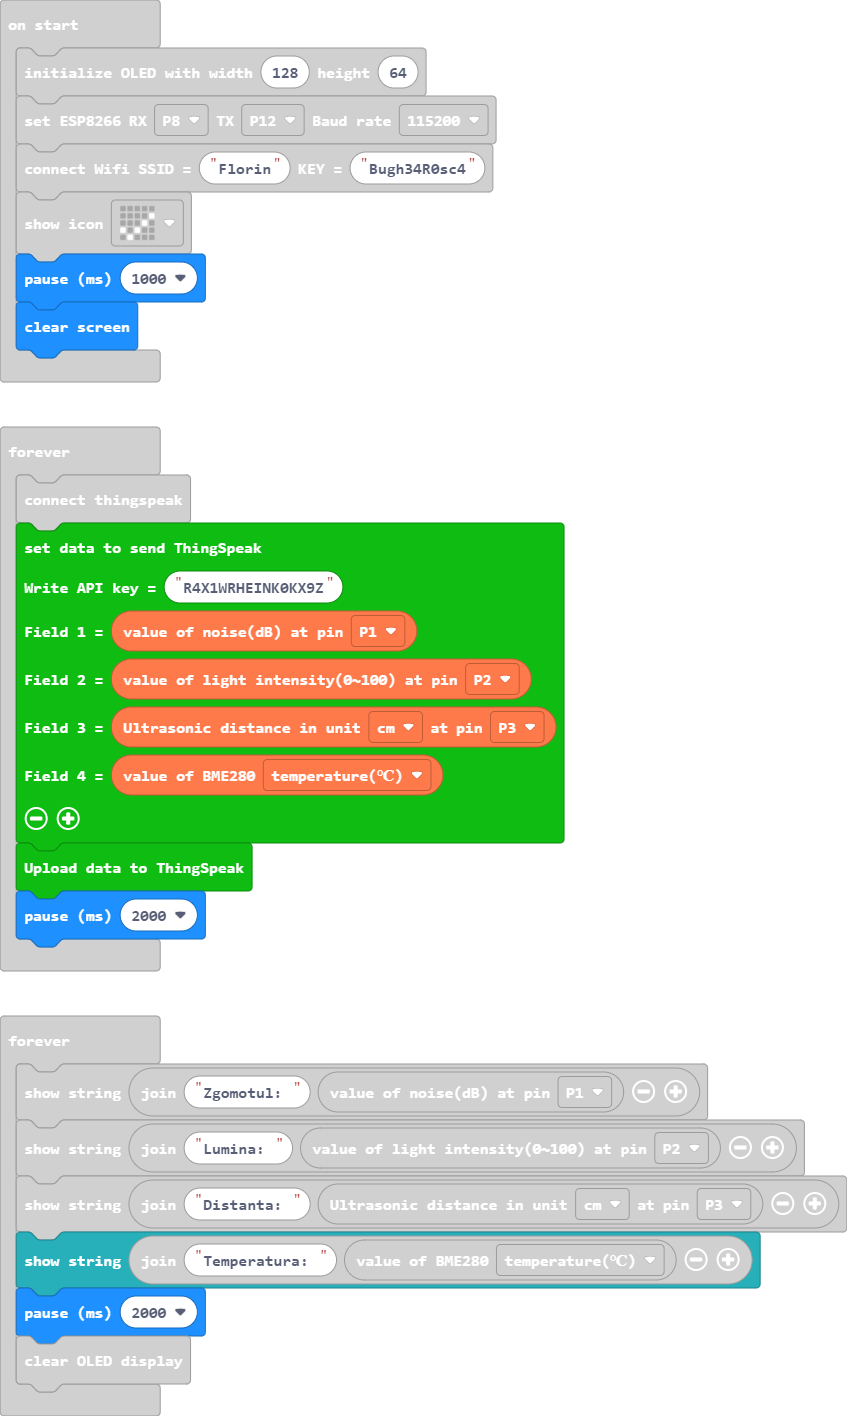 on start
initialize OLED with width 128 height 64
set ESP8266 RX P8 TX P12 Baud rate 115200
connect Wifi SSID = "Florin" KEY = "Bugh34R0sc4"
show icon
pause (ms) 1000
clear screen
forever
connect thingspeak
set data to send ThingSpeak
Write API key = "R4X1WRHEINK0KX9Z"
Field 1 = value of noise(dB) at pin P1
Field 2 = value of light intensity(0~100) at pin P2
Field 3 = Ultrasonic distance in unit cm at pin P3
Field 4 = value of BME280 temperature(℃)
Upload data to ThingSpeak
pause (ms) 2000
forever
show string join "Zgomotul: " value of noise(dB) at pin P1
show string join "Lumina: " value of light intensity(0~100) at pin P2
show string join "Distanta: " Ultrasonic distance in unit cm at pin P3
show string join "Temperatura: " value of BME280 temperature(℃)
pause (ms) 2000
clear OLED display